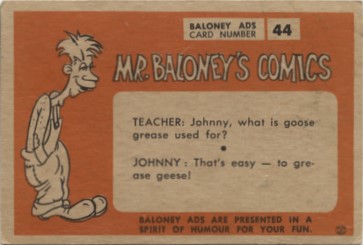 BALONEY ADS
CARD NUMBER 44
MR. BALONEY'S COMICS
TEACHER: Johnny, what is goose
grease used for?
•
JOHNNY: That's easy — to gre-
ase geese!
BALONEY ADS ARE PRESENTED IN A
SPIRIT OF HUMOUR FOR YOUR FUN.